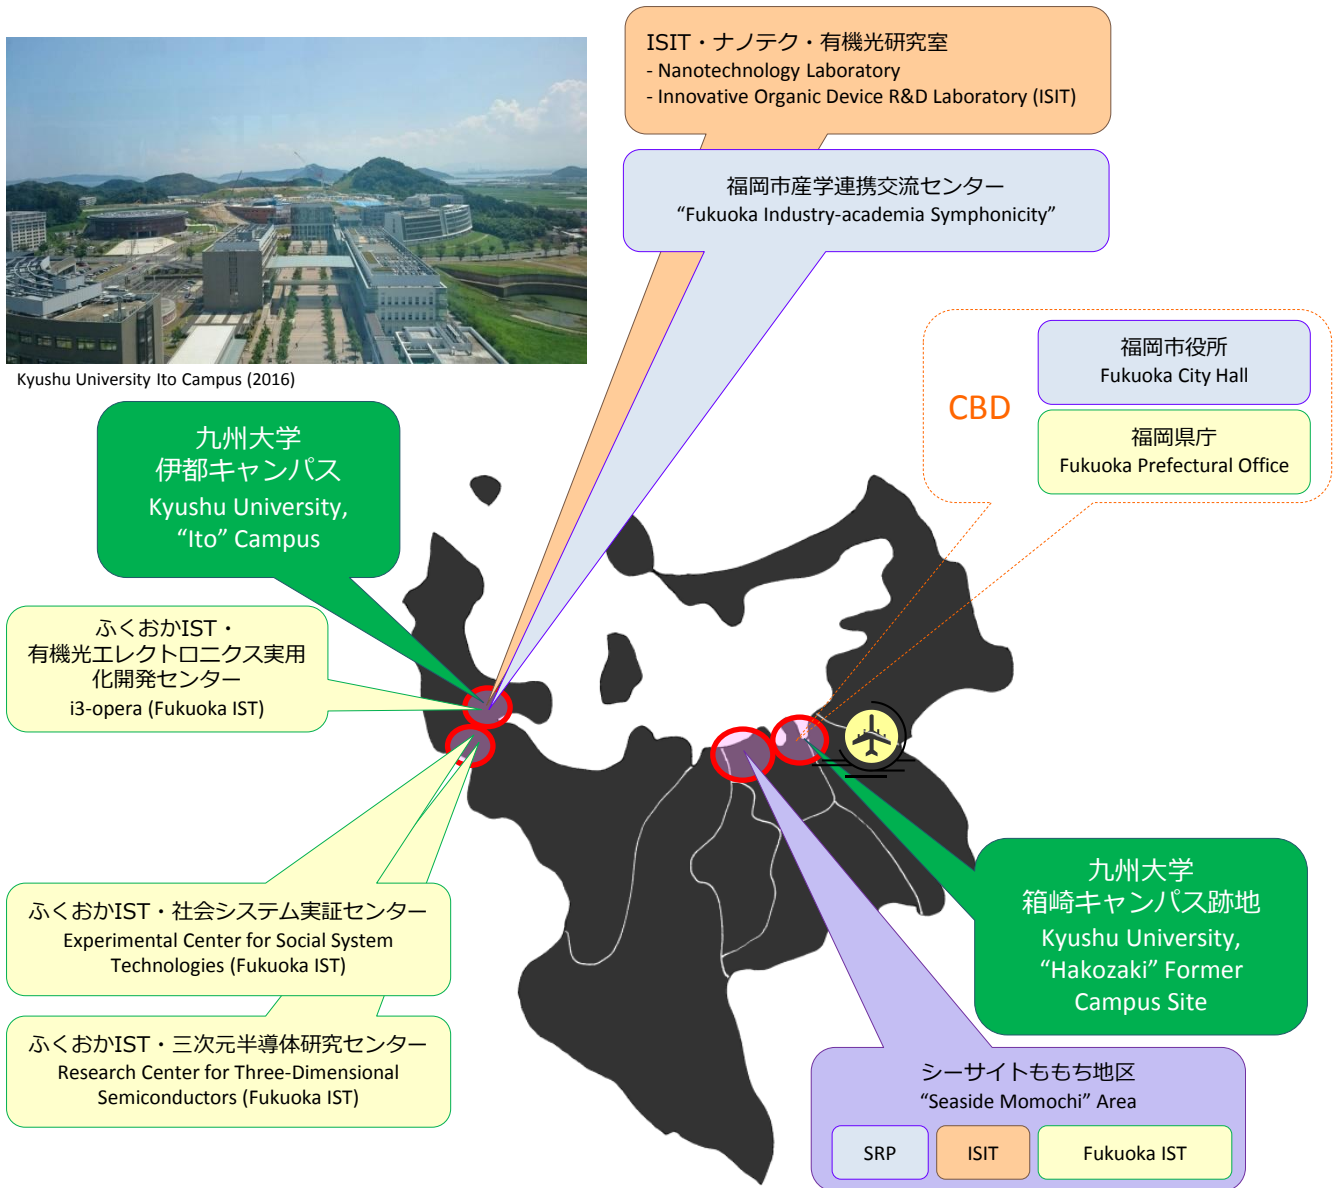 ISIT・ナノテク・有機光研究室
- Nanotechnology Laboratory
- Innovative Organic Device R&D Laboratory (ISIT)
福岡市産学連携交流センター
“Fukuoka Industry-academia Symphonicity”
Kyushu University Ito Campus (2016)
CBD
福岡市役所
Fukuoka City Hall
福岡県庁
Fukuoka Prefectural Office
九州大学
伊都キャンパス
Kyushu University,
“Ito” Campus
ふくおかIST・
有機光エレクトロニクス実用
化開発センター
i3-opera (Fukuoka IST)
ふくおかIST・社会システム実証センター
Experimental Center for Social System
Technologies (Fukuoka IST)
ふくおかIST・三次元半導体研究センター
Research Center for Three-Dimensional
Semiconductors (Fukuoka IST)
九州大学
箱崎キャンパス跡地
Kyushu University,
“Hakozaki” Former
Campus Site
シーサイトももち地区
“Seaside Momochi” Area
SRP
ISIT
Fukuoka IST